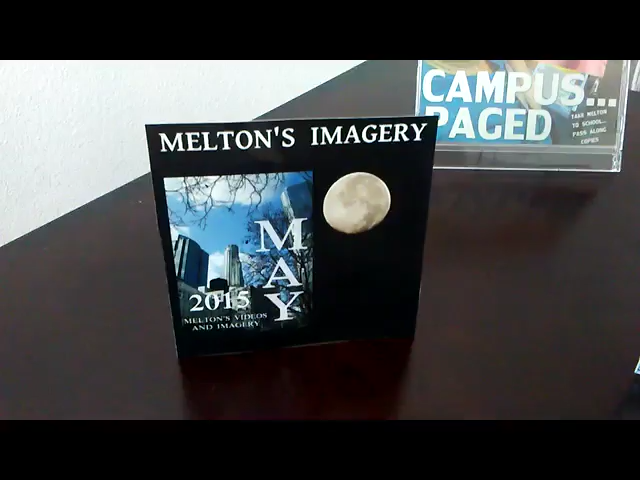 MELTON'S IMAGERY
MAY
2015
MELTON'S VIDEOS
AND IMAGERY
CAMPUS...
PAGED
TAKE MELTON
TO SCHOOL--
PASS ALONG
COPIES